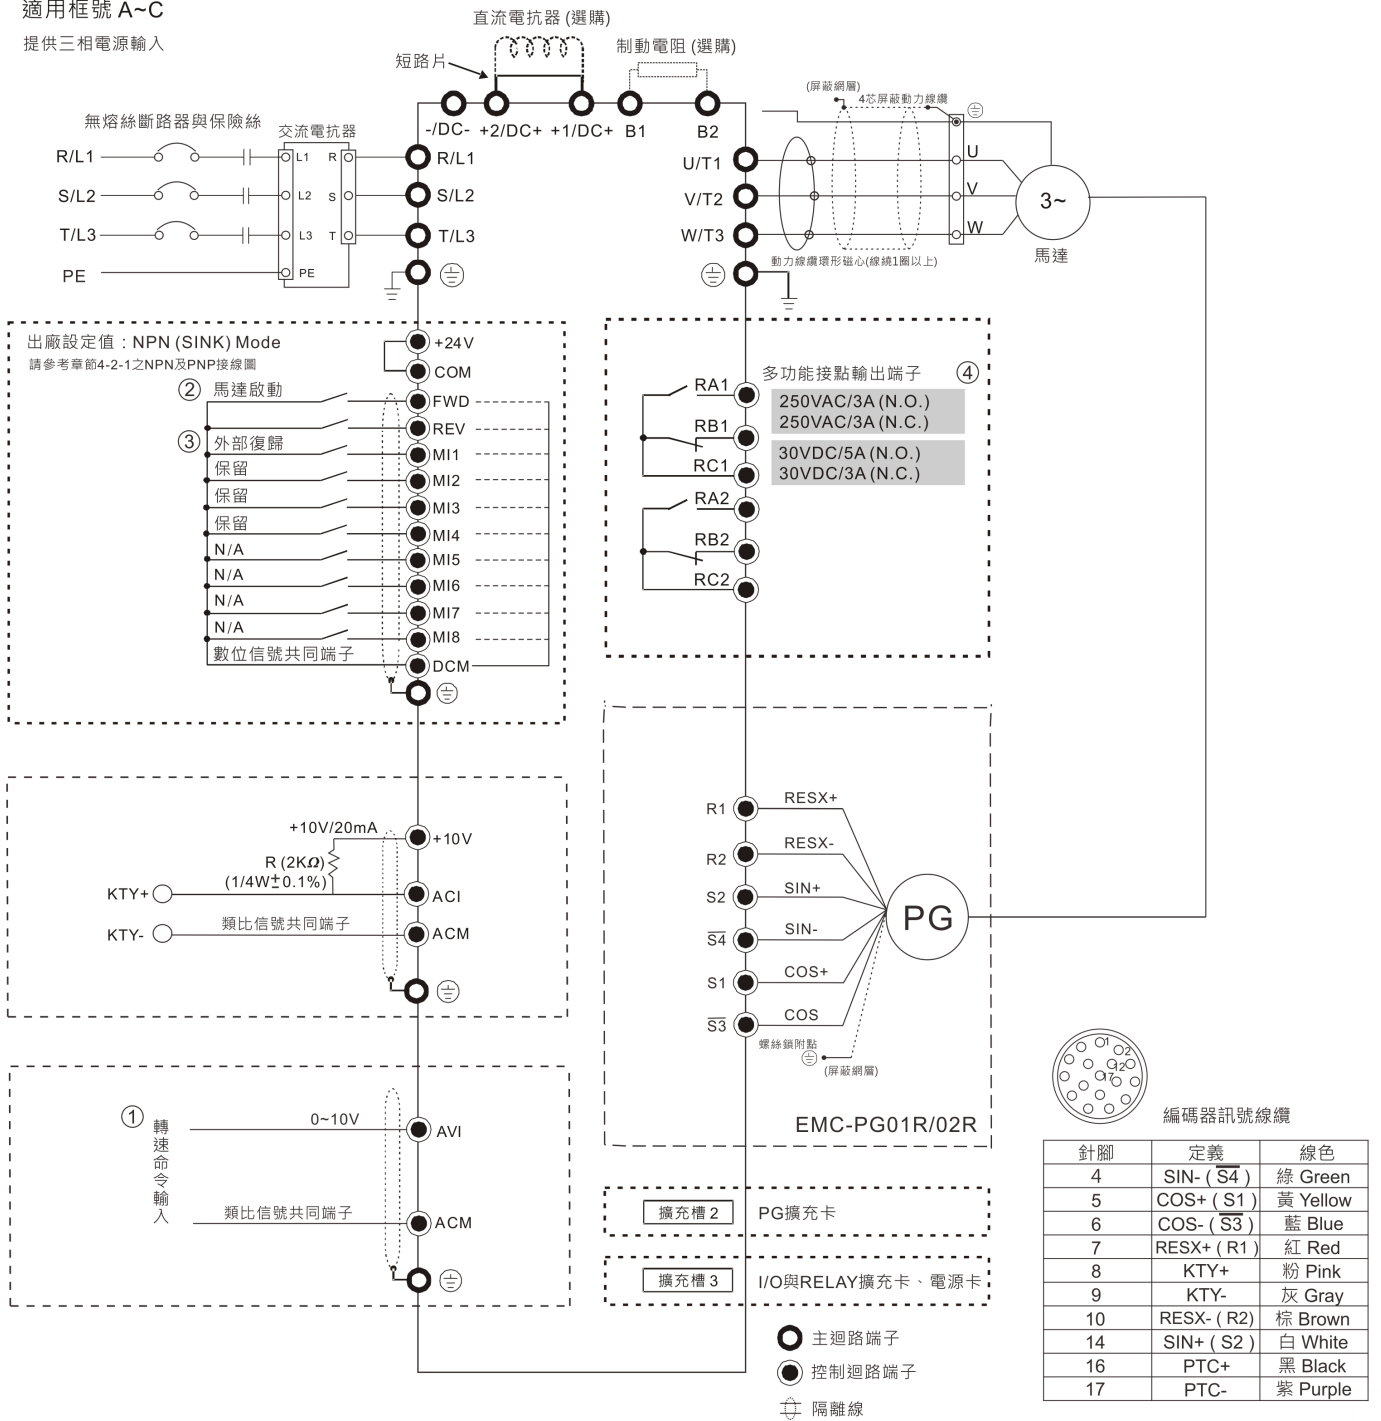 適用框號 A~C
提供三相電源輸入
直流電抗器 (選購)
制動電阻 (選購)
短路片
(屏蔽網層)
4芯屏蔽動力線纜
無熔絲斷路器與保險絲
交流電抗器
-/DC-
+2/DC+
+1/DC+
B1
B2
R/L1
L1
R
R/L1
U/T1
U
S/L2
L2
S
S/L2
V/T2
V
3~
T/L3
L3
T
T/L3
W/T3
W
馬達
PE
PE
動力線纜環形磁心(線繞1圈以上)
出廠設定值 : NPN (SINK) Mode
請參考章節4-2-1之NPN及PNP接線圖
+24V
COM
② 馬達啟動
FWD
REV
③ 外部復歸
MI1
保留
MI2
保留
MI3
保留
MI4
N/A
MI5
N/A
MI6
N/A
MI7
N/A
MI8
數位信號共同端子
DCM
多功能接點輸出端子 ④
RA1
250VAC/3A (N.O.)
250VAC/3A (N.C.)
RB1
30VDC/5A (N.O.)
30VDC/3A (N.C.)
RC1
RA2
RB2
RC2
+10V/20mA
+10V
R (2KΩ)
(1/4W±0.1%)
KTY+
ACI
KTY-
類比信號共同端子
ACM
R1
RESX+
R2
RESX-
S2
SIN+
S4
SIN-
S1
COS+
S3
COS
PG
螺絲鎖附點
(屏蔽網層)
EMC-PG01R/02R
①
轉速命令輸入
0~10V
AVI
類比信號共同端子
ACM
擴充槽 2
PG擴充卡
擴充槽 3
I/O與RELAY擴充卡、電源卡
主迴路端子
控制迴路端子
隔離線
1
2
12
17
編碼器訊號線纜
針腳 定義 線色
4 SIN- ( S4 ) 綠 Green
5 COS+ ( S1 ) 黃 Yellow
6 COS- ( S3 ) 藍 Blue
7 RESX+ ( R1 ) 紅 Red
8 KTY+ 粉 Pink
9 KTY- 灰 Gray
10 RESX- ( R2) 棕 Brown
14 SIN+ ( S2 ) 白 White
16 PTC+ 黑 Black
17 PTC- 紫 Purple